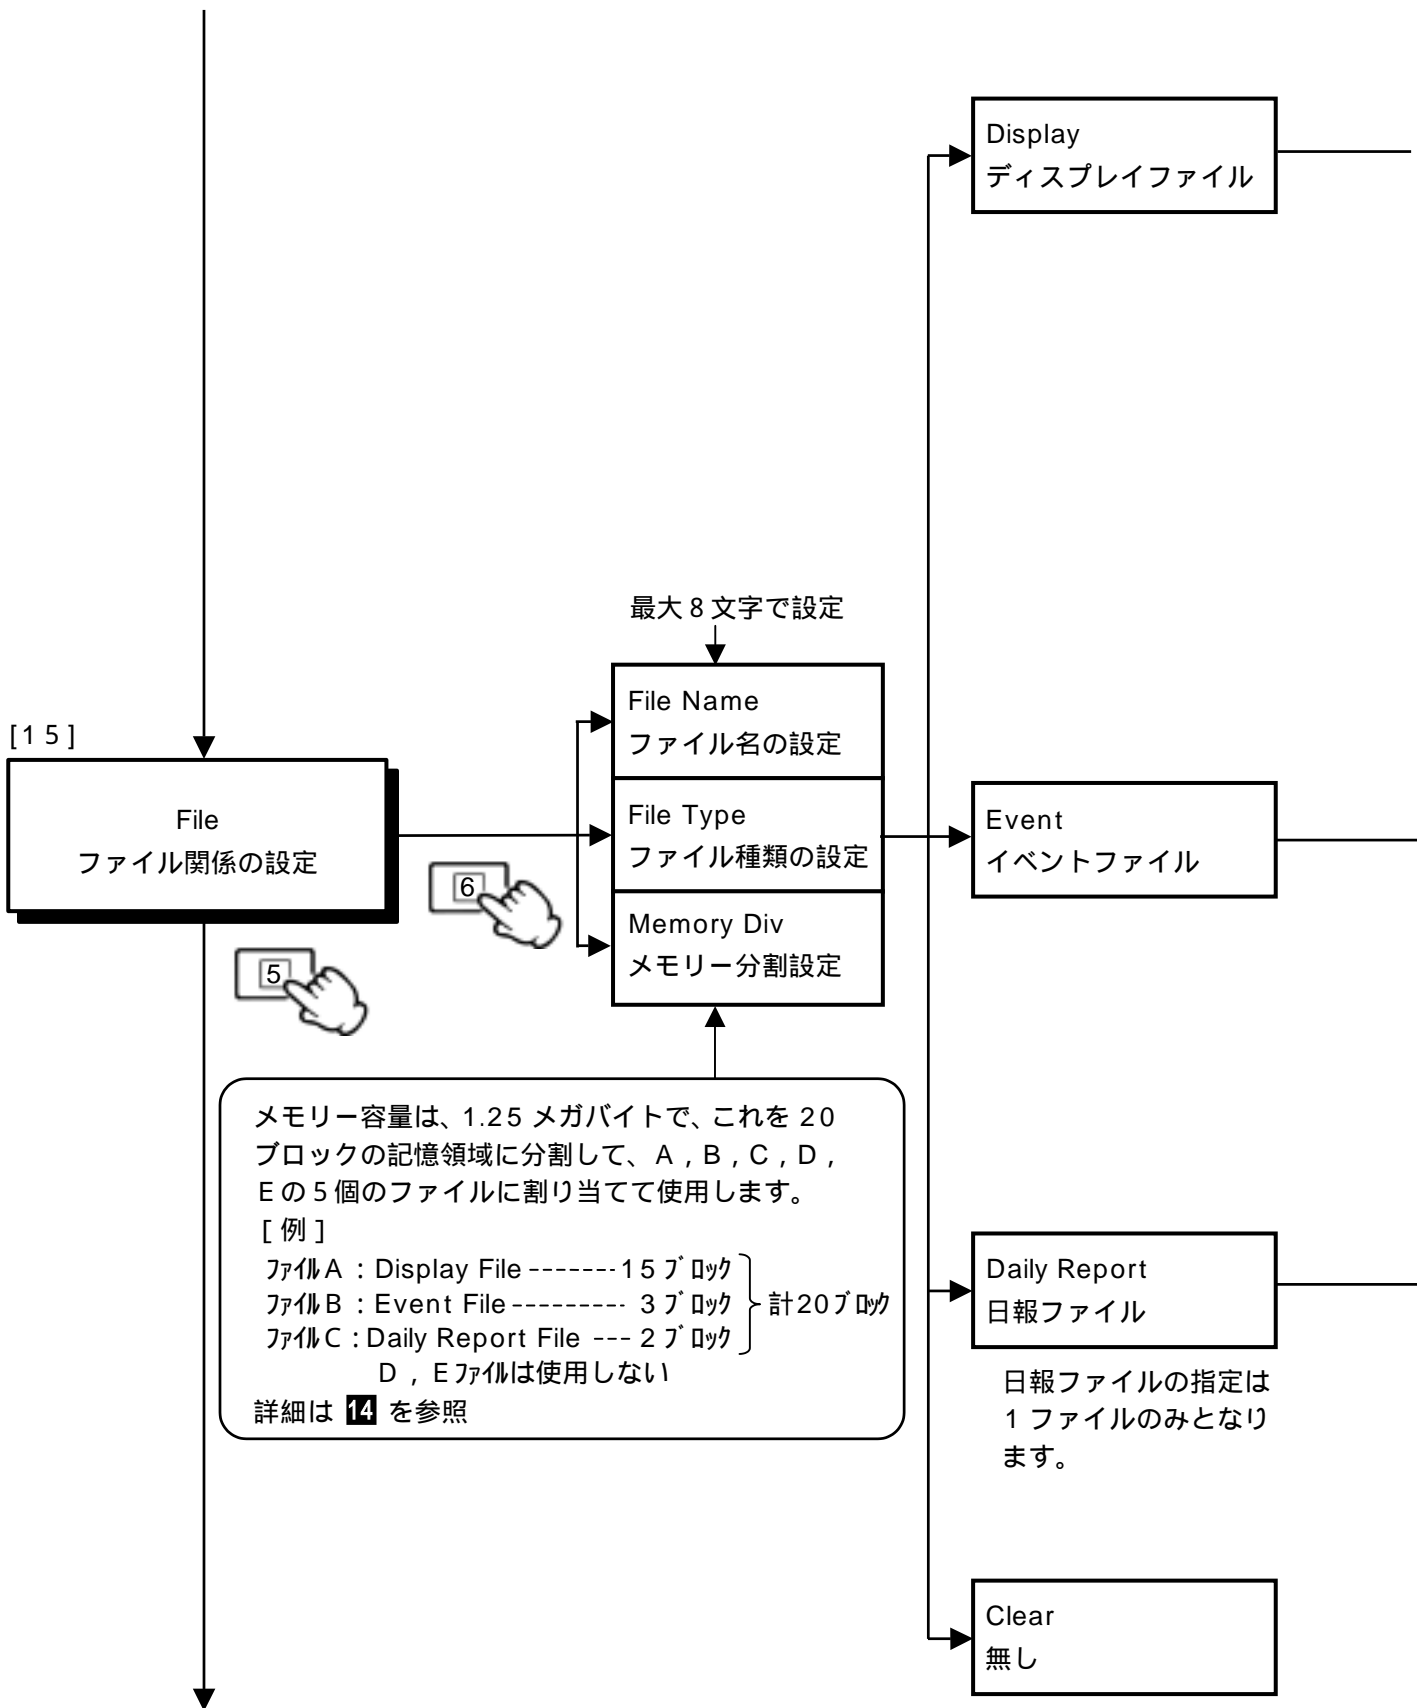 Display
ディスプレイファイル
最大8文字で設定
File Name
ファイル名の設定
[15]
File
ファイル関係の設定
File Type
ファイル種類の設定
Event
イベントファイル
6
Memory Div
メモリー分割設定
5
メモリー容量は、1.25 メガバイトで、これを 20
ブロックの記憶領域に分割して、A , B , C , D ,
Eの5個のファイルに割り当てて使用します。
[ 例 ]
ファイルA : Display File -------15ブロック
ファイルB : Event File --------- 3ブロック
計20ブロック
ファイルC : Daily Report File --- 2ブロック
D , Eファイルは使用しない
詳細は 14 を参照
Daily Report
日報ファイル
日報ファイルの指定は
1 ファイルのみとなり
ます。
Clear
無し